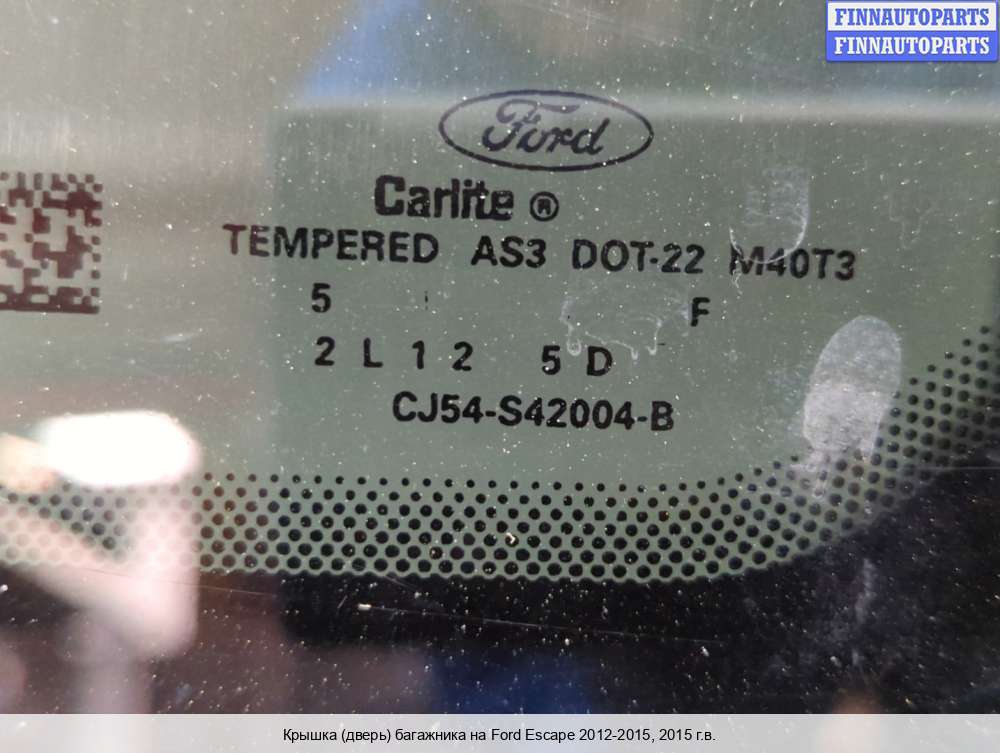 FINNAUTOPARTS
FINNAUTOPARTS
Ford
Carlite ®
TEMPERED AS3 DOT-22 M40T3
5 F
2 L 1 2 5 D
CJ54-S42004-B
Крышка (дверь) багажника на Ford Escape 2012-2015, 2015 г.в.